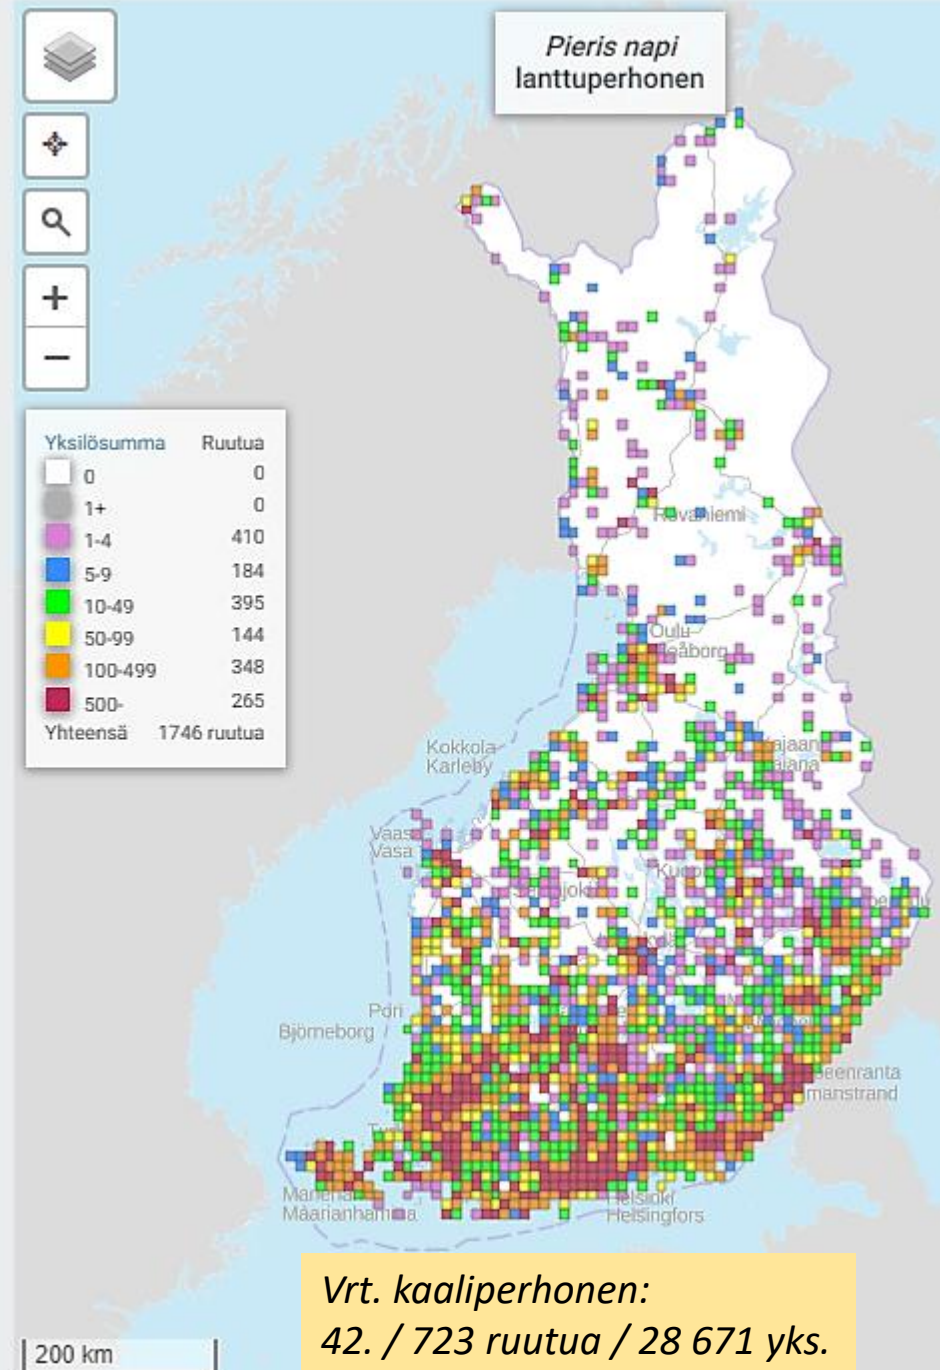 Pieris napi
lanttuperhonen
+
−
Yksilösumma Ruutua
0 0
1+ 0
1-4 410
5-9 184
10-49 395
50-99 144
100-499 348
500- 265
Yhteensä 1746 ruutua
Rovaniemi
Oulu
Kokkola
Karleby
Vaasa
Vasa
Pori
Björneborg
Helsinki
Helsingfors
Vrt. kaaliperhonen:
42. / 723 ruutua / 28 671 yks.
200 km